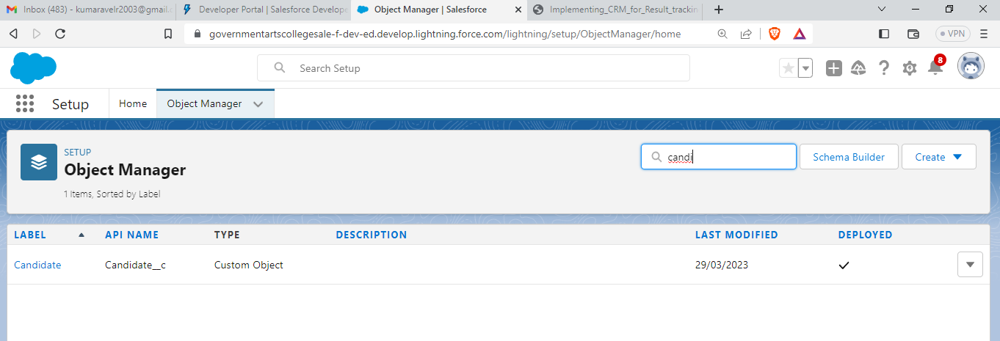 Inbox (483) - kumaravelr2003@gmail.c
Developer Portal | Salesforce Develope
Object Manager | Salesforce
Implementing_CRM_for_Result_trackin
governmentartscollegesale-f-dev-ed.develop.lightning.force.com/lightning/setup/ObjectManager/home
VPN
Search Setup
8
Setup
Home
Object Manager
SETUP
Object Manager
1 Items, Sorted by Label
candi
Schema Builder
Create
LABEL API NAME TYPE DESCRIPTION LAST MODIFIED DEPLOYED
Candidate Candidate__c Custom Object 29/03/2023